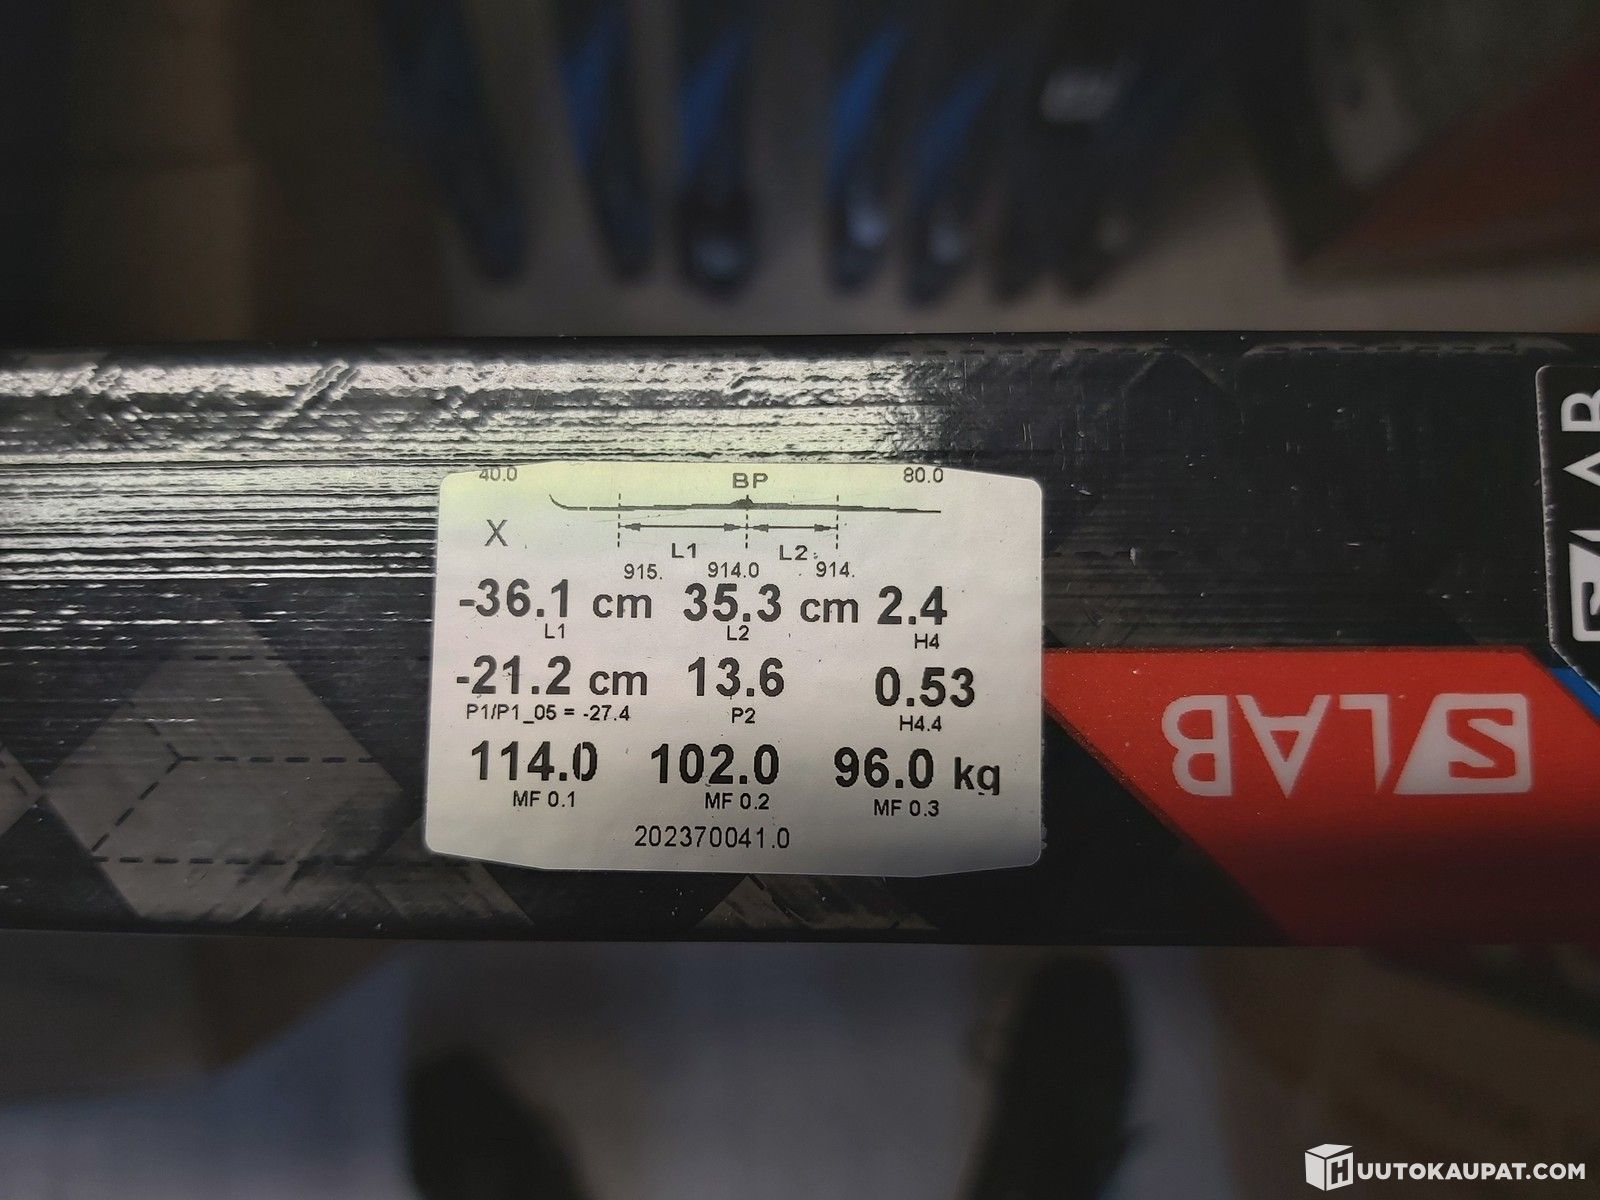 40.0 BP 80.0
X
L1 L2
915. 914.0 914.
-36.1 cm 35.3 cm 2.4
L1 L2 H4
-21.2 cm 13.6 0.53
P1/P1_05 = -27.4 P2 H4.4
114.0 102.0 96.0 kg
MF 0.1 MF 0.2 MF 0.3
202370041.0
S/LAB
S/LAB
HUUTOKAUPAT.COM